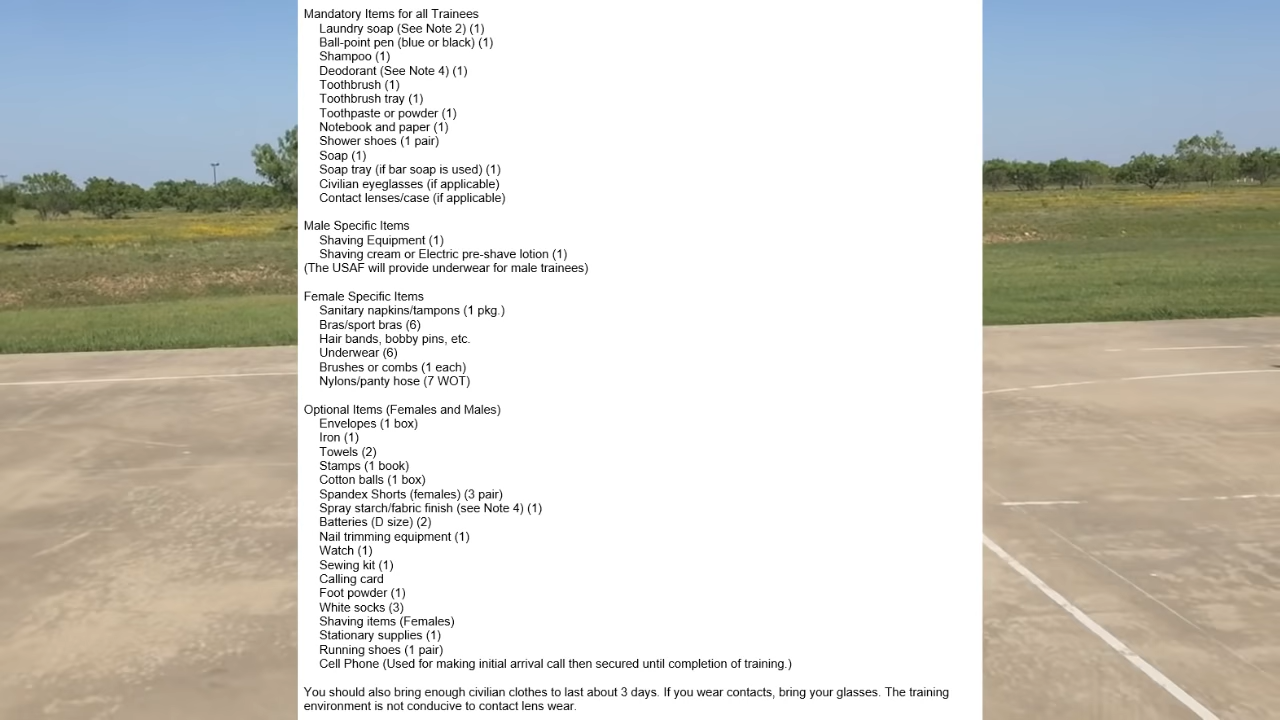 Mandatory Items for all Trainees
Laundry soap (See Note 2) (1)
Ball-point pen (blue or black) (1)
Shampoo (1)
Deodorant (See Note 4) (1)
Toothbrush (1)
Toothbrush tray (1)
Toothpaste or powder (1)
Notebook and paper (1)
Shower shoes (1 pair)
Soap (1)
Soap tray (if bar soap is used) (1)
Civilian eyeglasses (if applicable)
Contact lenses/case (if applicable)
Male Specific Items
Shaving Equipment (1)
Shaving cream or Electric pre-shave lotion (1)
(The USAF will provide underwear for male trainees)
Female Specific Items
Sanitary napkins/tampons (1 pkg.)
Bras/sport bras (6)
Hair bands, bobby pins, etc.
Underwear (6)
Brushes or combs (1 each)
Nylons/panty hose (7 WOT)
Optional Items (Females and Males)
Envelopes (1 box)
Iron (1)
Towels (2)
Stamps (1 book)
Cotton balls (1 box)
Spandex Shorts (females) (3 pair)
Spray starch/fabric finish (see Note 4) (1)
Batteries (D size) (2)
Nail trimming equipment (1)
Watch (1)
Sewing kit (1)
Calling card
Foot powder (1)
White socks (3)
Shaving items (Females)
Stationary supplies (1)
Running shoes (1 pair)
Cell Phone (Used for making initial arrival call then secured until completion of training.)
You should also bring enough civilian clothes to last about 3 days. If you wear contacts, bring your glasses. The training
environment is not conducive to contact lens wear.